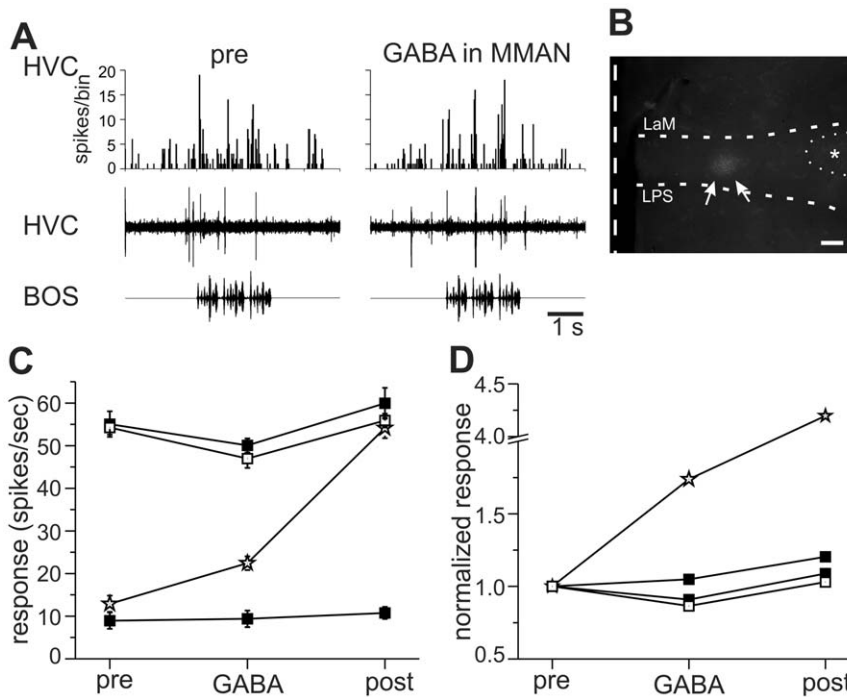 A
pre
GABA in MMAN
HVC
spikes/bin
20
15
10
5
0
HVC
BOS
1 s
B
LaM
LPS
*
C
response (spikes/sec)
60
50
40
30
20
10
0
pre
GABA
post
D
normalized response
4.5
4.0
1.25
1.0
0.5
pre
GABA
post